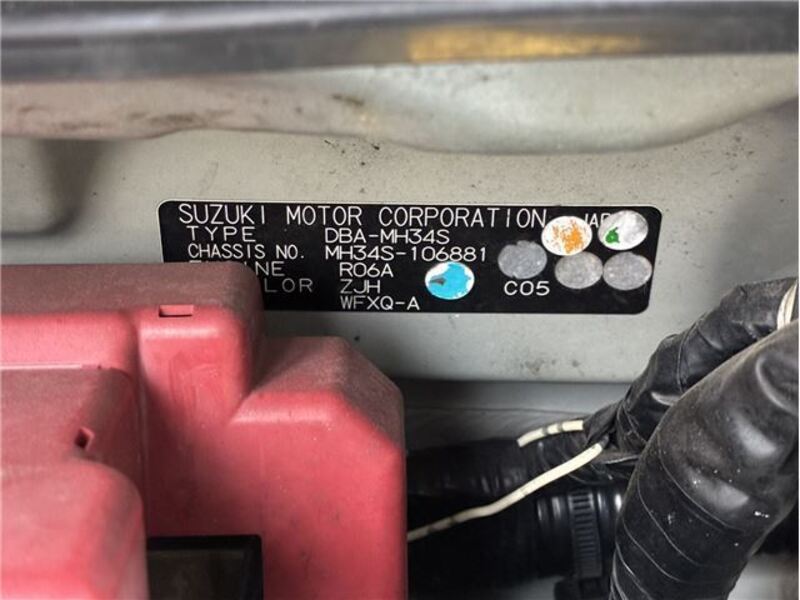 SUZUKI MOTOR CORPORATION
TYPE DBA-MH34S
CHASSIS NO. MH34S-106881
R06A
ZJH C05
WFXQ-A